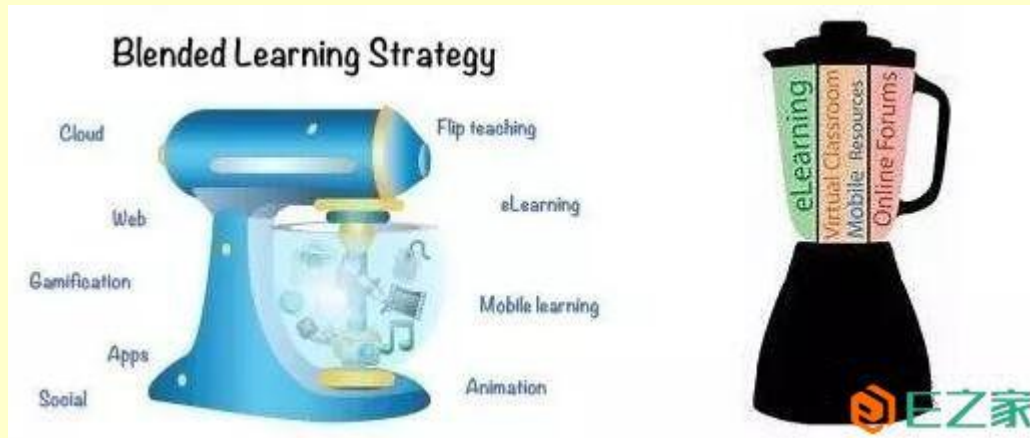 Blended Learning Strategy
Cloud
Flip teaching
Web
eLearning
Gamification
Mobile learning
Apps
Social
Animation
eLearning
Virtual Classroom
Mobile Resources
Online Forums
E之家